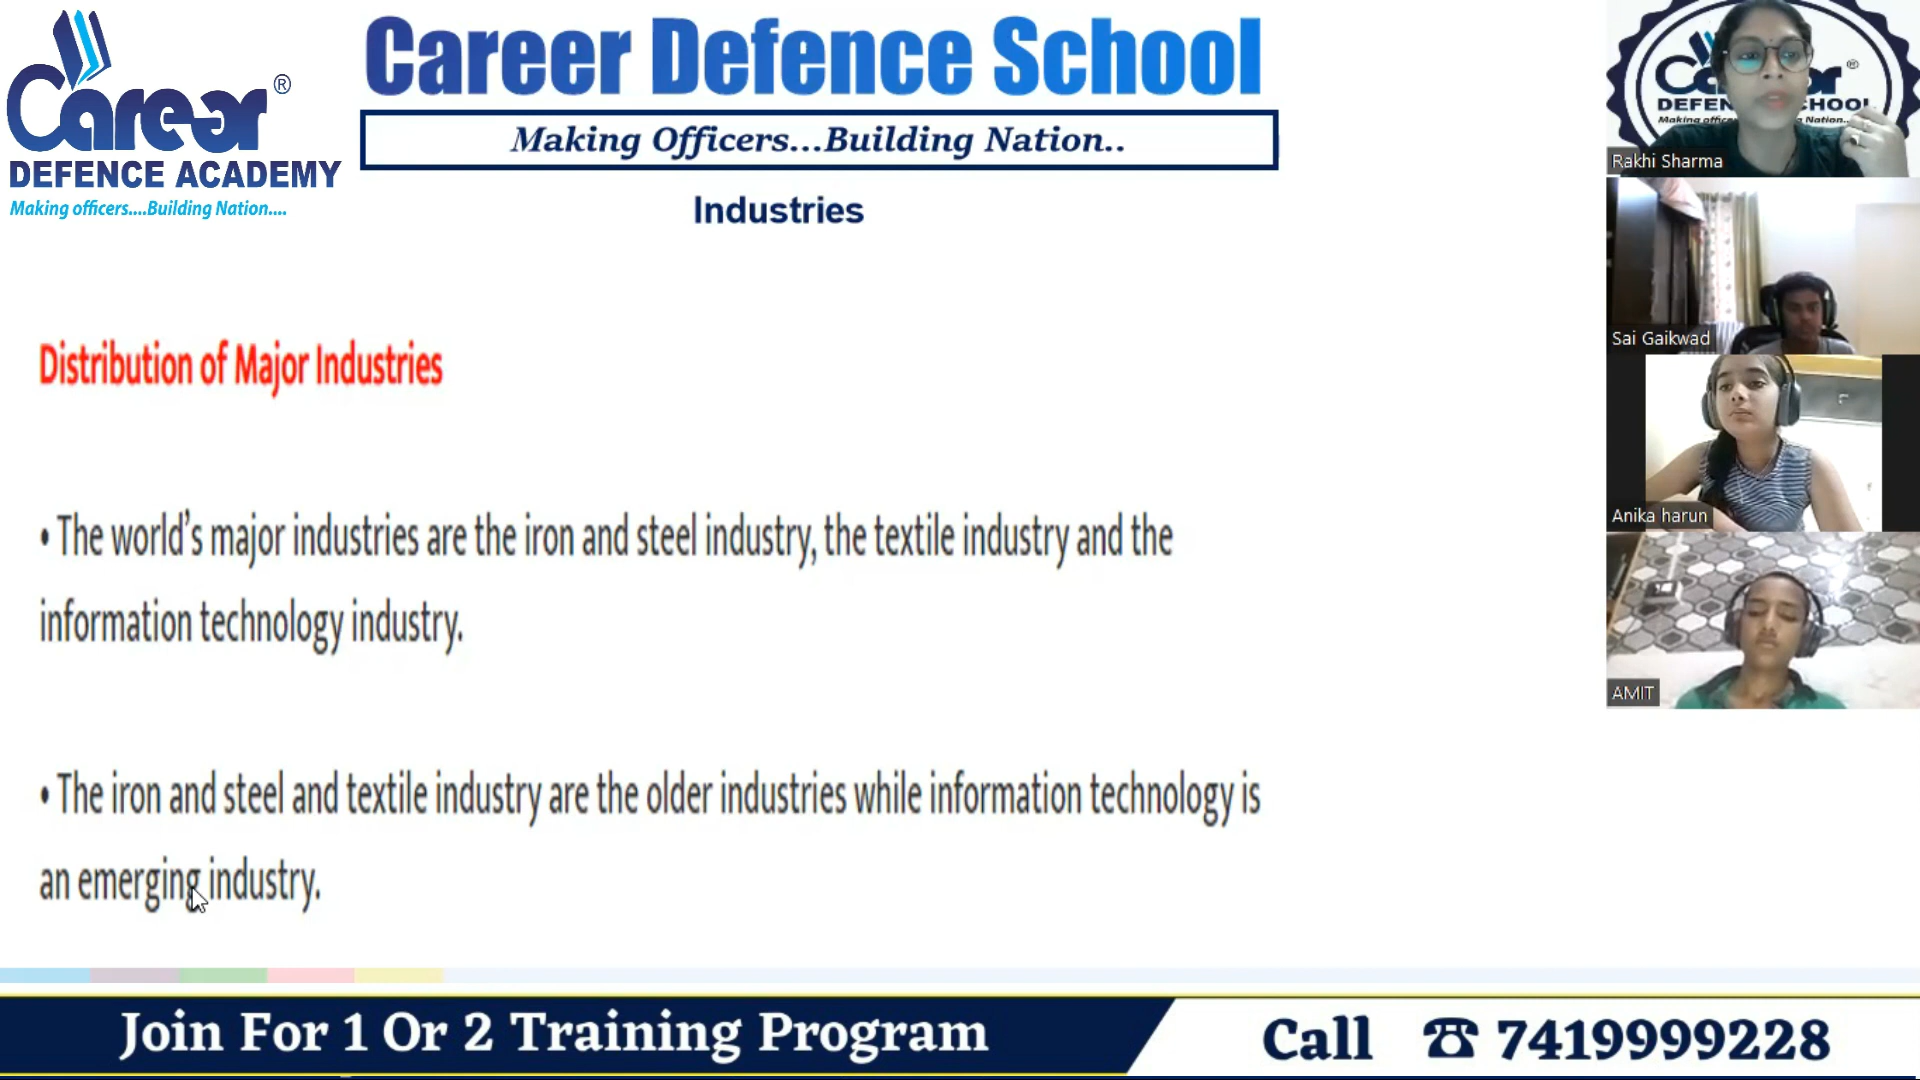 Career®
DEFENCE ACADEMY
Making officers....Building Nation....
Career Defence School
Making Officers...Building Nation..
Industries
Distribution of Major Industries
• The world's major industries are the iron and steel industry, the textile industry and the
information technology industry.
• The iron and steel and textile industry are the older industries while information technology is
an emerging industry.
Rakhi Sharma
Sai Gaikwad
Anika harun
AMIT
Join For 1 Or 2 Training Program
Call ☎ 7419999228